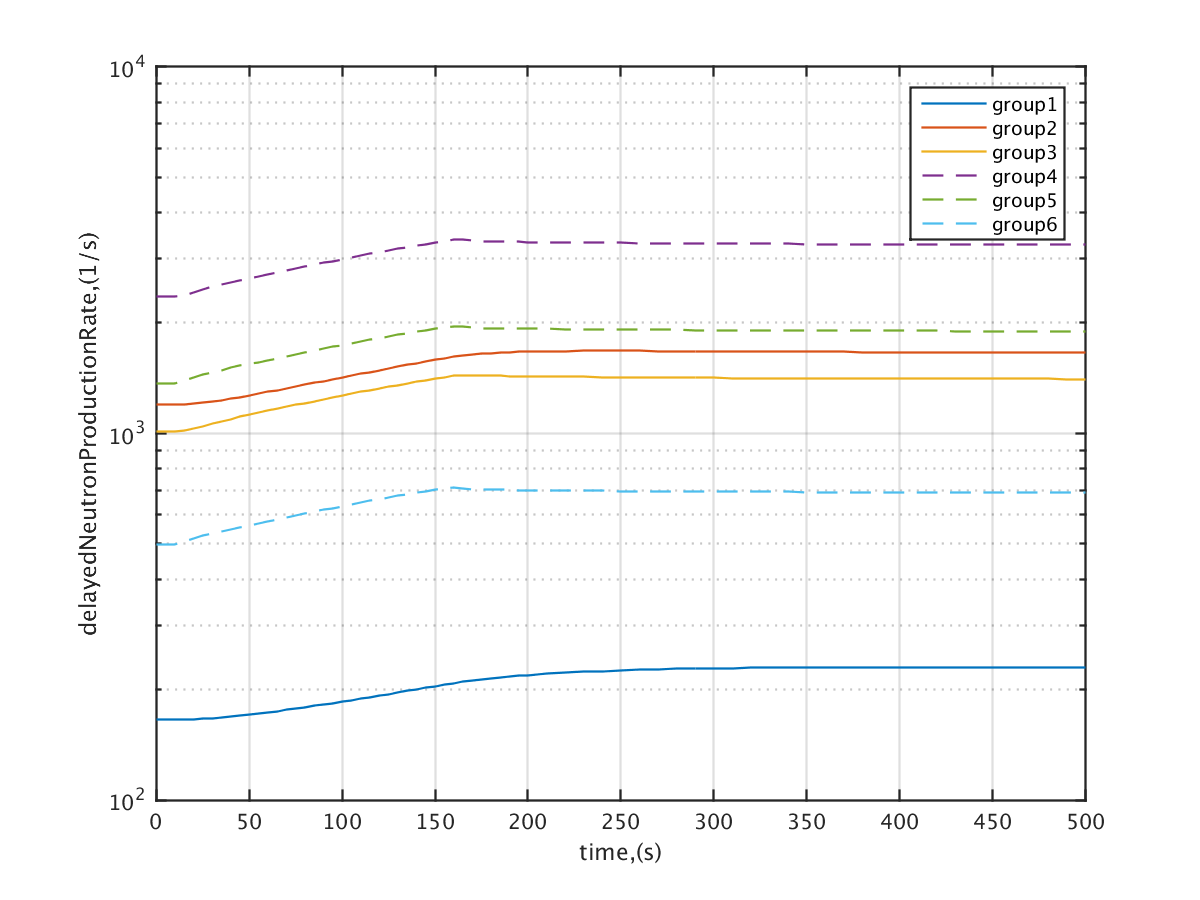 delayedNeutronProductionRate,(1/s)
10^4
10^3
10^2
group1
group2
group3
group4
group5
group6
0 50 100 150 200 250 300 350 400 450 500
time,(s)